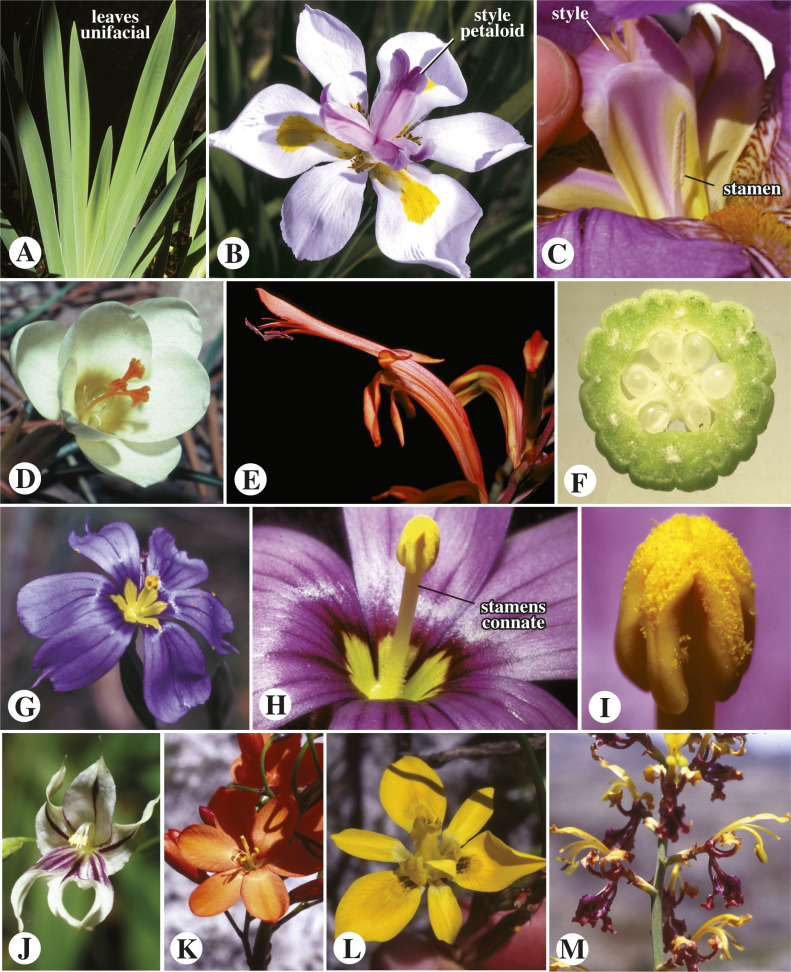 leaves
unifacial
A
style
petaloid
B
style
stamen
C
D
E
F
G
stamens
connate
H
I
J
K
L
M